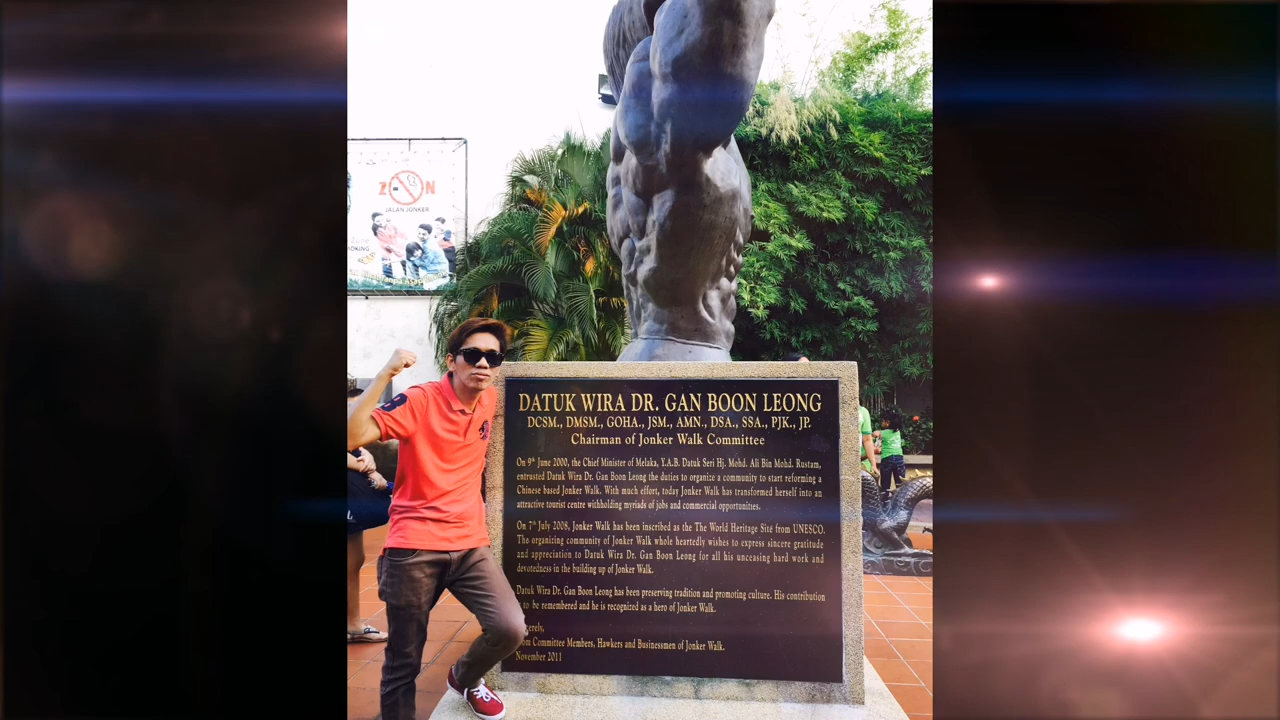 Z N
JALAN JONKER
DATUK WIRA DR. GAN BOON LEONG
DCSM., DMSM., GOHA., JSM., AMN., DSA., SSA., PJK., JP.
Chairman of Jonker Walk Committee
On 9th June 2000, the Chief Minister of Melaka, Y.A.B. Datuk Seri Hj. Mohd. Ali Bin Mohd. Rustam,
entrusted Datuk Wira Dr. Gan Boon Leong the duties to organize a community to start reforming a
Chinese based Jonker Walk. With much effort, today Jonker Walk has transformed herself into an
attractive tourist centre withholding myriads of jobs and commercial opportunities.
On 7th July 2008, Jonker Walk has been inscribed as the The World Heritage Site from UNESCO.
The organizing community of Jonker Walk whole heartedly wishes to express sincere gratitude
and appreciation to Datuk Wira Dr. Gan Boon Leong for all his unceasing hard work and
devotedness in the building up of Jonker Walk.
Datuk Wira Dr. Gan Boon Leong has been preserving tradition and promoting culture. His contribution
to be remembered and he is recognized as a hero of Jonker Walk.
Committee Members, Hawkers and Businessmen of Jonker Walk.
November 2011